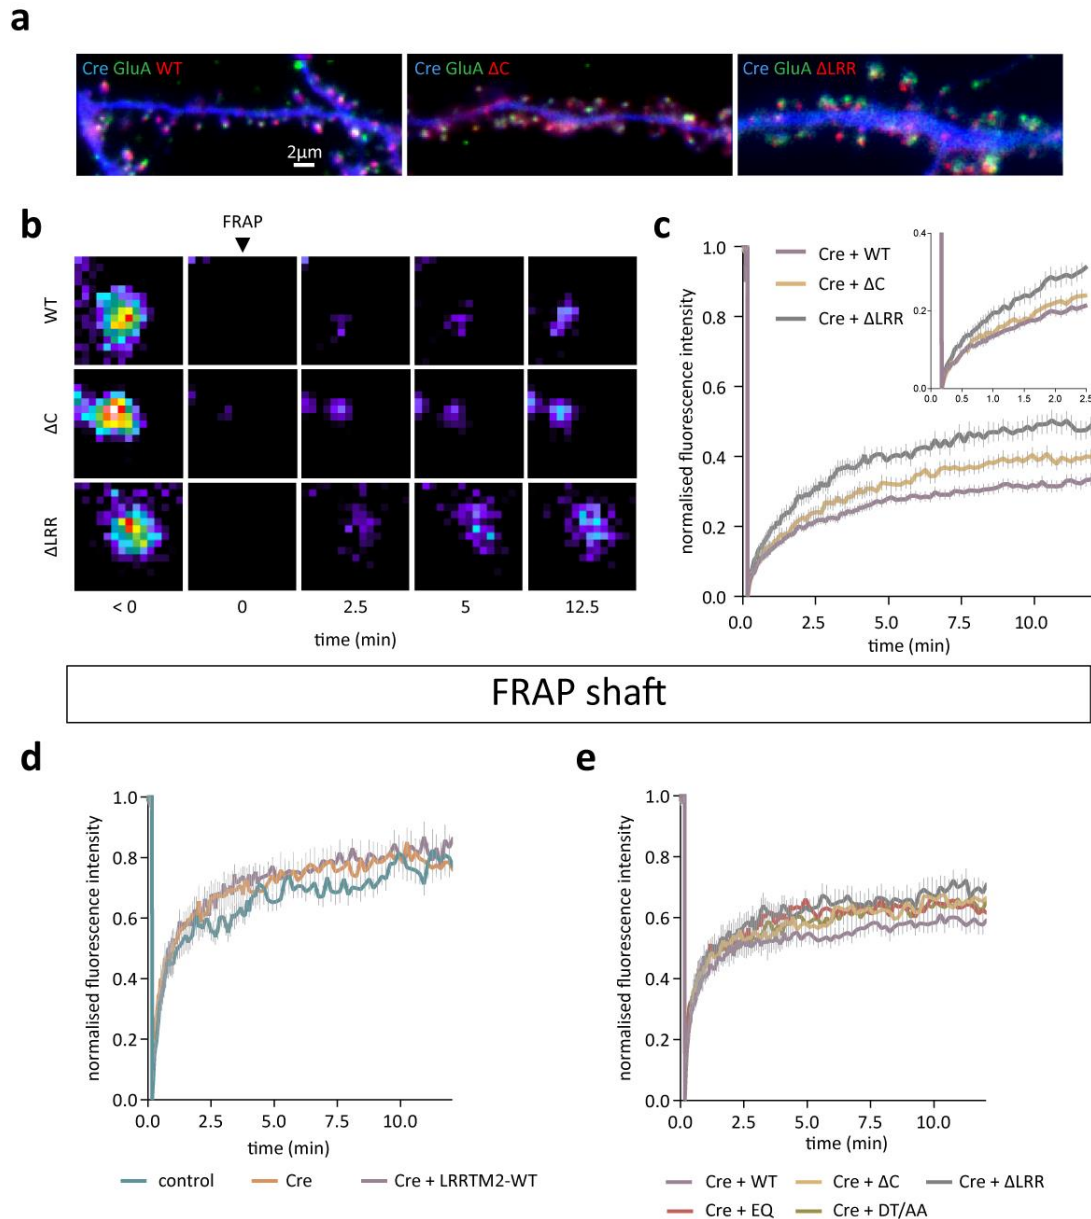 a
Cre GluA WT
2µm
Cre GluA ΔC
Cre GluA ΔLRR
b
FRAP
WT
ΔC
ΔLRR
< 0 0 2.5 5 12.5
time (min)
c
normalised fluorescence intensity
1.0
0.8
0.6
0.4
0.2
0.0
0.0 2.5 5.0 7.5 10.0
time (min)
Cre + WT
Cre + ΔC
Cre + ΔLRR
0.4
0.2
0.0
0.0 0.5 1.0 1.5 2.0 2.5
FRAP shaft
d
normalised fluorescence intensity
1.0
0.8
0.6
0.4
0.2
0.0
0.0 2.5 5.0 7.5 10.0
time (min)
control Cre Cre + LRRTM2-WT
e
normalised fluorescence intensity
1.0
0.8
0.6
0.4
0.2
0.0
0.0 2.5 5.0 7.5 10.0
time (min)
Cre + WT Cre + ΔC Cre + ΔLRR
Cre + EQ Cre + DT/AA